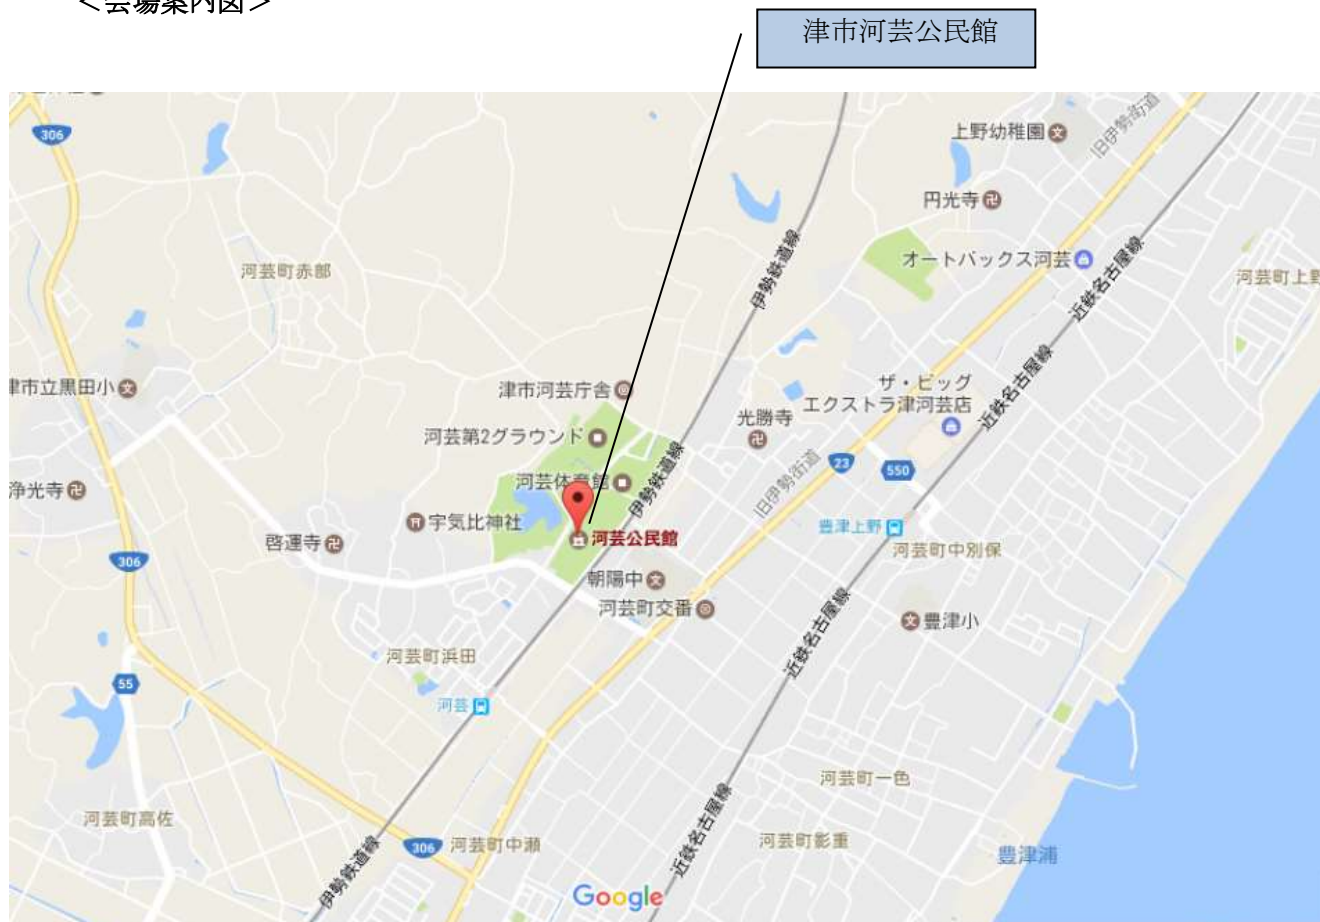 ＜会場案内図＞
津市河芸公民館
306
上野幼稚園
旧伊勢街道
円光寺
伊勢鉄道線
オートバックス河芸
近鉄名古屋線
河芸町赤部
河芸町上野
津市立黒田小
津市河芸庁舎
ザ・ビッグ
エクストラ津河芸店
近鉄名古屋線
光勝寺
河芸第2グラウンド
伊勢鉄道線
旧伊勢街道
23
550
浄光寺
河芸体育館
宇気比神社
豊津上野
啓運寺
河芸公民館
河芸町中別保
306
朝陽中
河芸町交番
近鉄名古屋線
豊津小
河芸町浜田
55
河芸
河芸町一色
河芸町高佐
306
河芸町中瀬
近鉄名古屋線
河芸町影重
豊津浦
伊勢鉄道線
Google